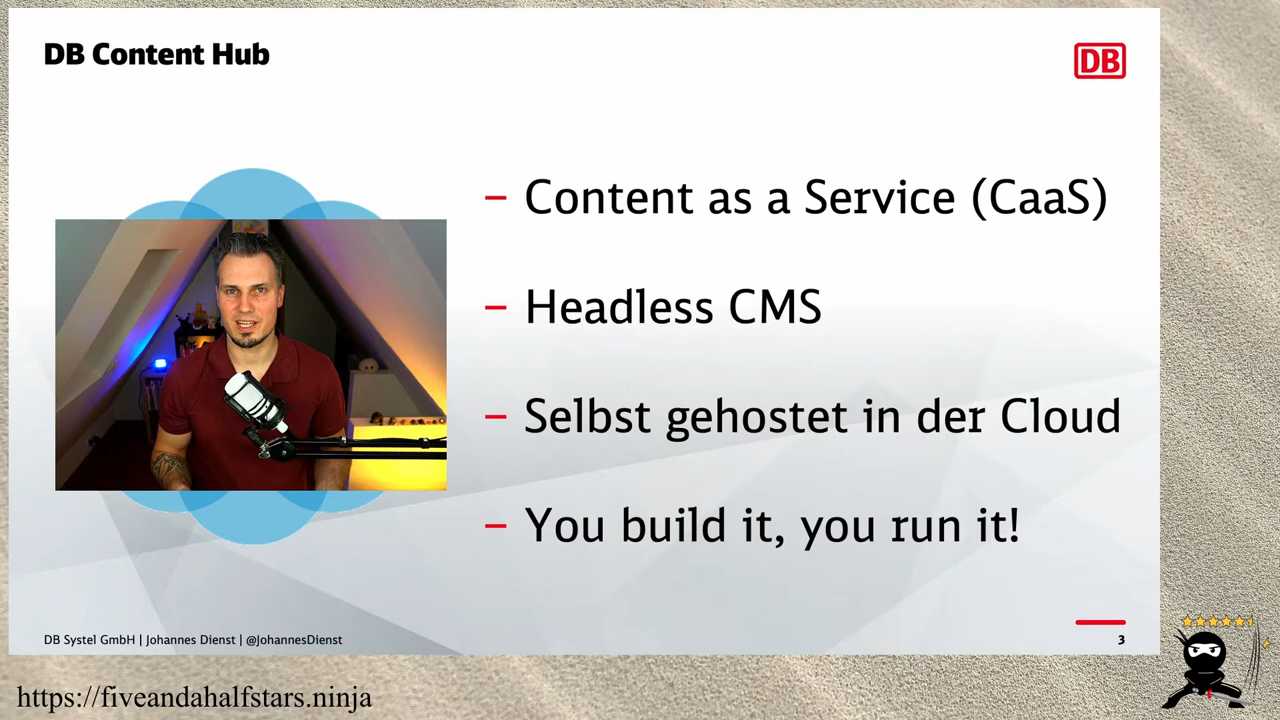 DB Content Hub
DB
– Content as a Service (CaaS)
– Headless CMS
– Selbst gehostet in der Cloud
– You build it, you run it!
DB Systel GmbH | Johannes Dienst | @JohannesDienst
3
https://fiveandahalfstars.ninja